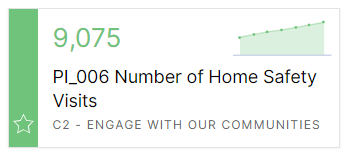 9,075
PI_006 Number of Home Safety
Visits
C2 - ENGAGE WITH OUR COMMUNITIES